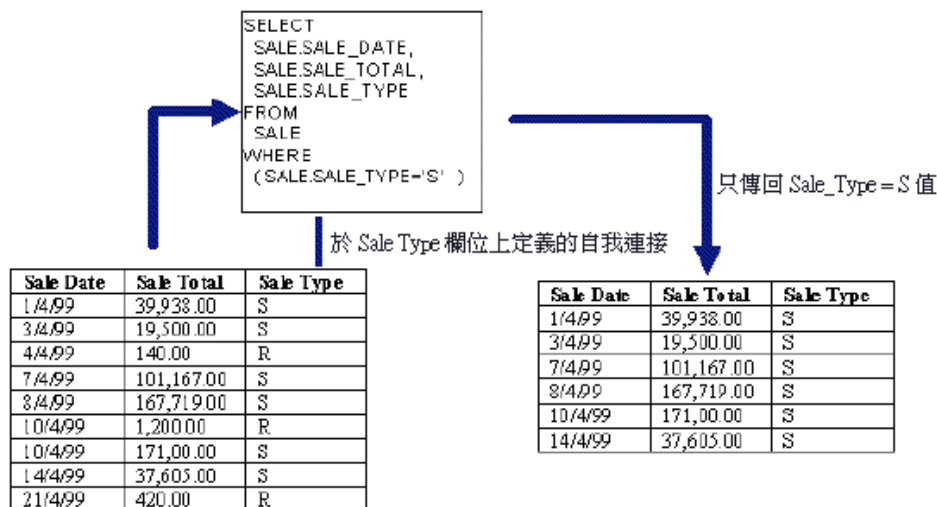 SELECT
SALE.SALE_DATE,
SALE.SALE_TOTAL,
SALE.SALE_TYPE
FROM
SALE
WHERE
(SALE.SALE_TYPE='S' )
只傳回 Sale_Type = S 值
於 Sale Type 欄位上定義的自我連接
Sale Date Sale Total Sale Type
1/4/99 39,938.00 S
3/4/99 19,500.00 S
4/4/99 140.00 R
7/4/99 101,167.00 S
8/4/99 167,719.00 S
10/4/99 1,200.00 R
10/4/99 171,00.00 S
14/4/99 37,605.00 S
21/4/99 420.00 R
Sale Date Sale Total Sale Type
1/4/99 39,938.00 S
3/4/99 19,500.00 S
7/4/99 101,167.00 S
8/4/99 167,719.00 S
10/4/99 171,00.00 S
14/4/99 37,605.00 S